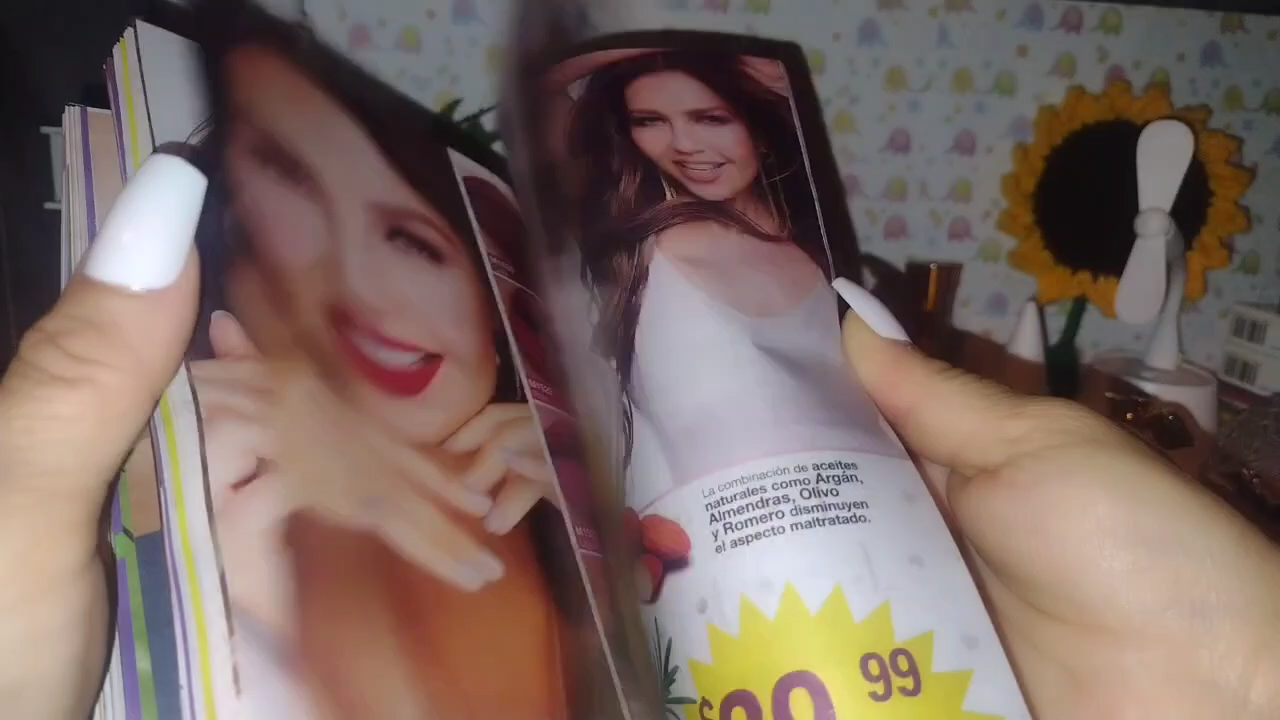 La combinación de aceites
naturales como Argán,
Almendras, Olivo
y Romero disminuyen
el aspecto maltratado.
99